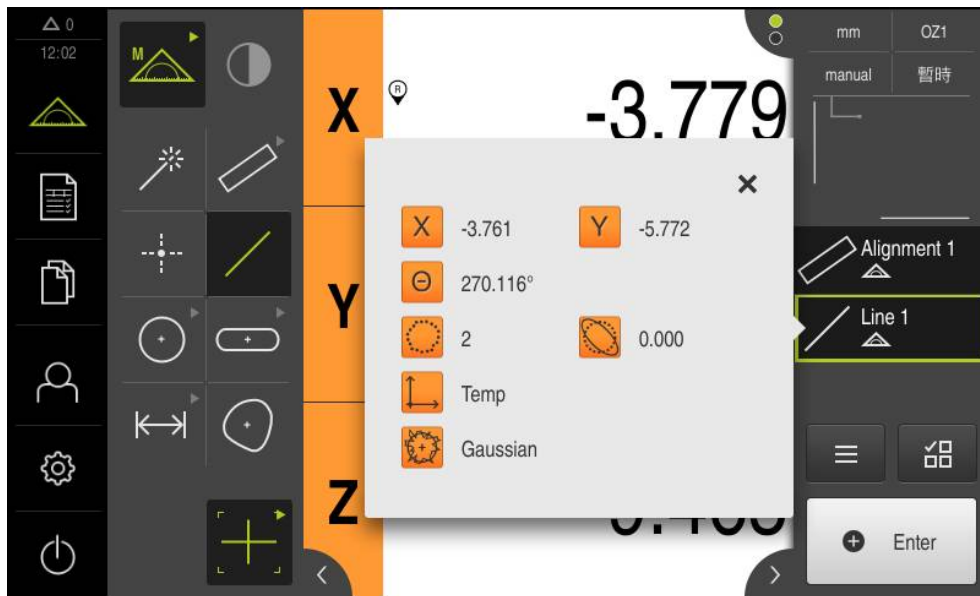 0
12:02
M
X
R
-3.779
mm
OZ1
manual
暫時
X
-3.761
Y
-5.772
Θ
270.116°
2
0.000
Temp
Gaussian
Y
Z
Alignment 1
Line 1
Enter